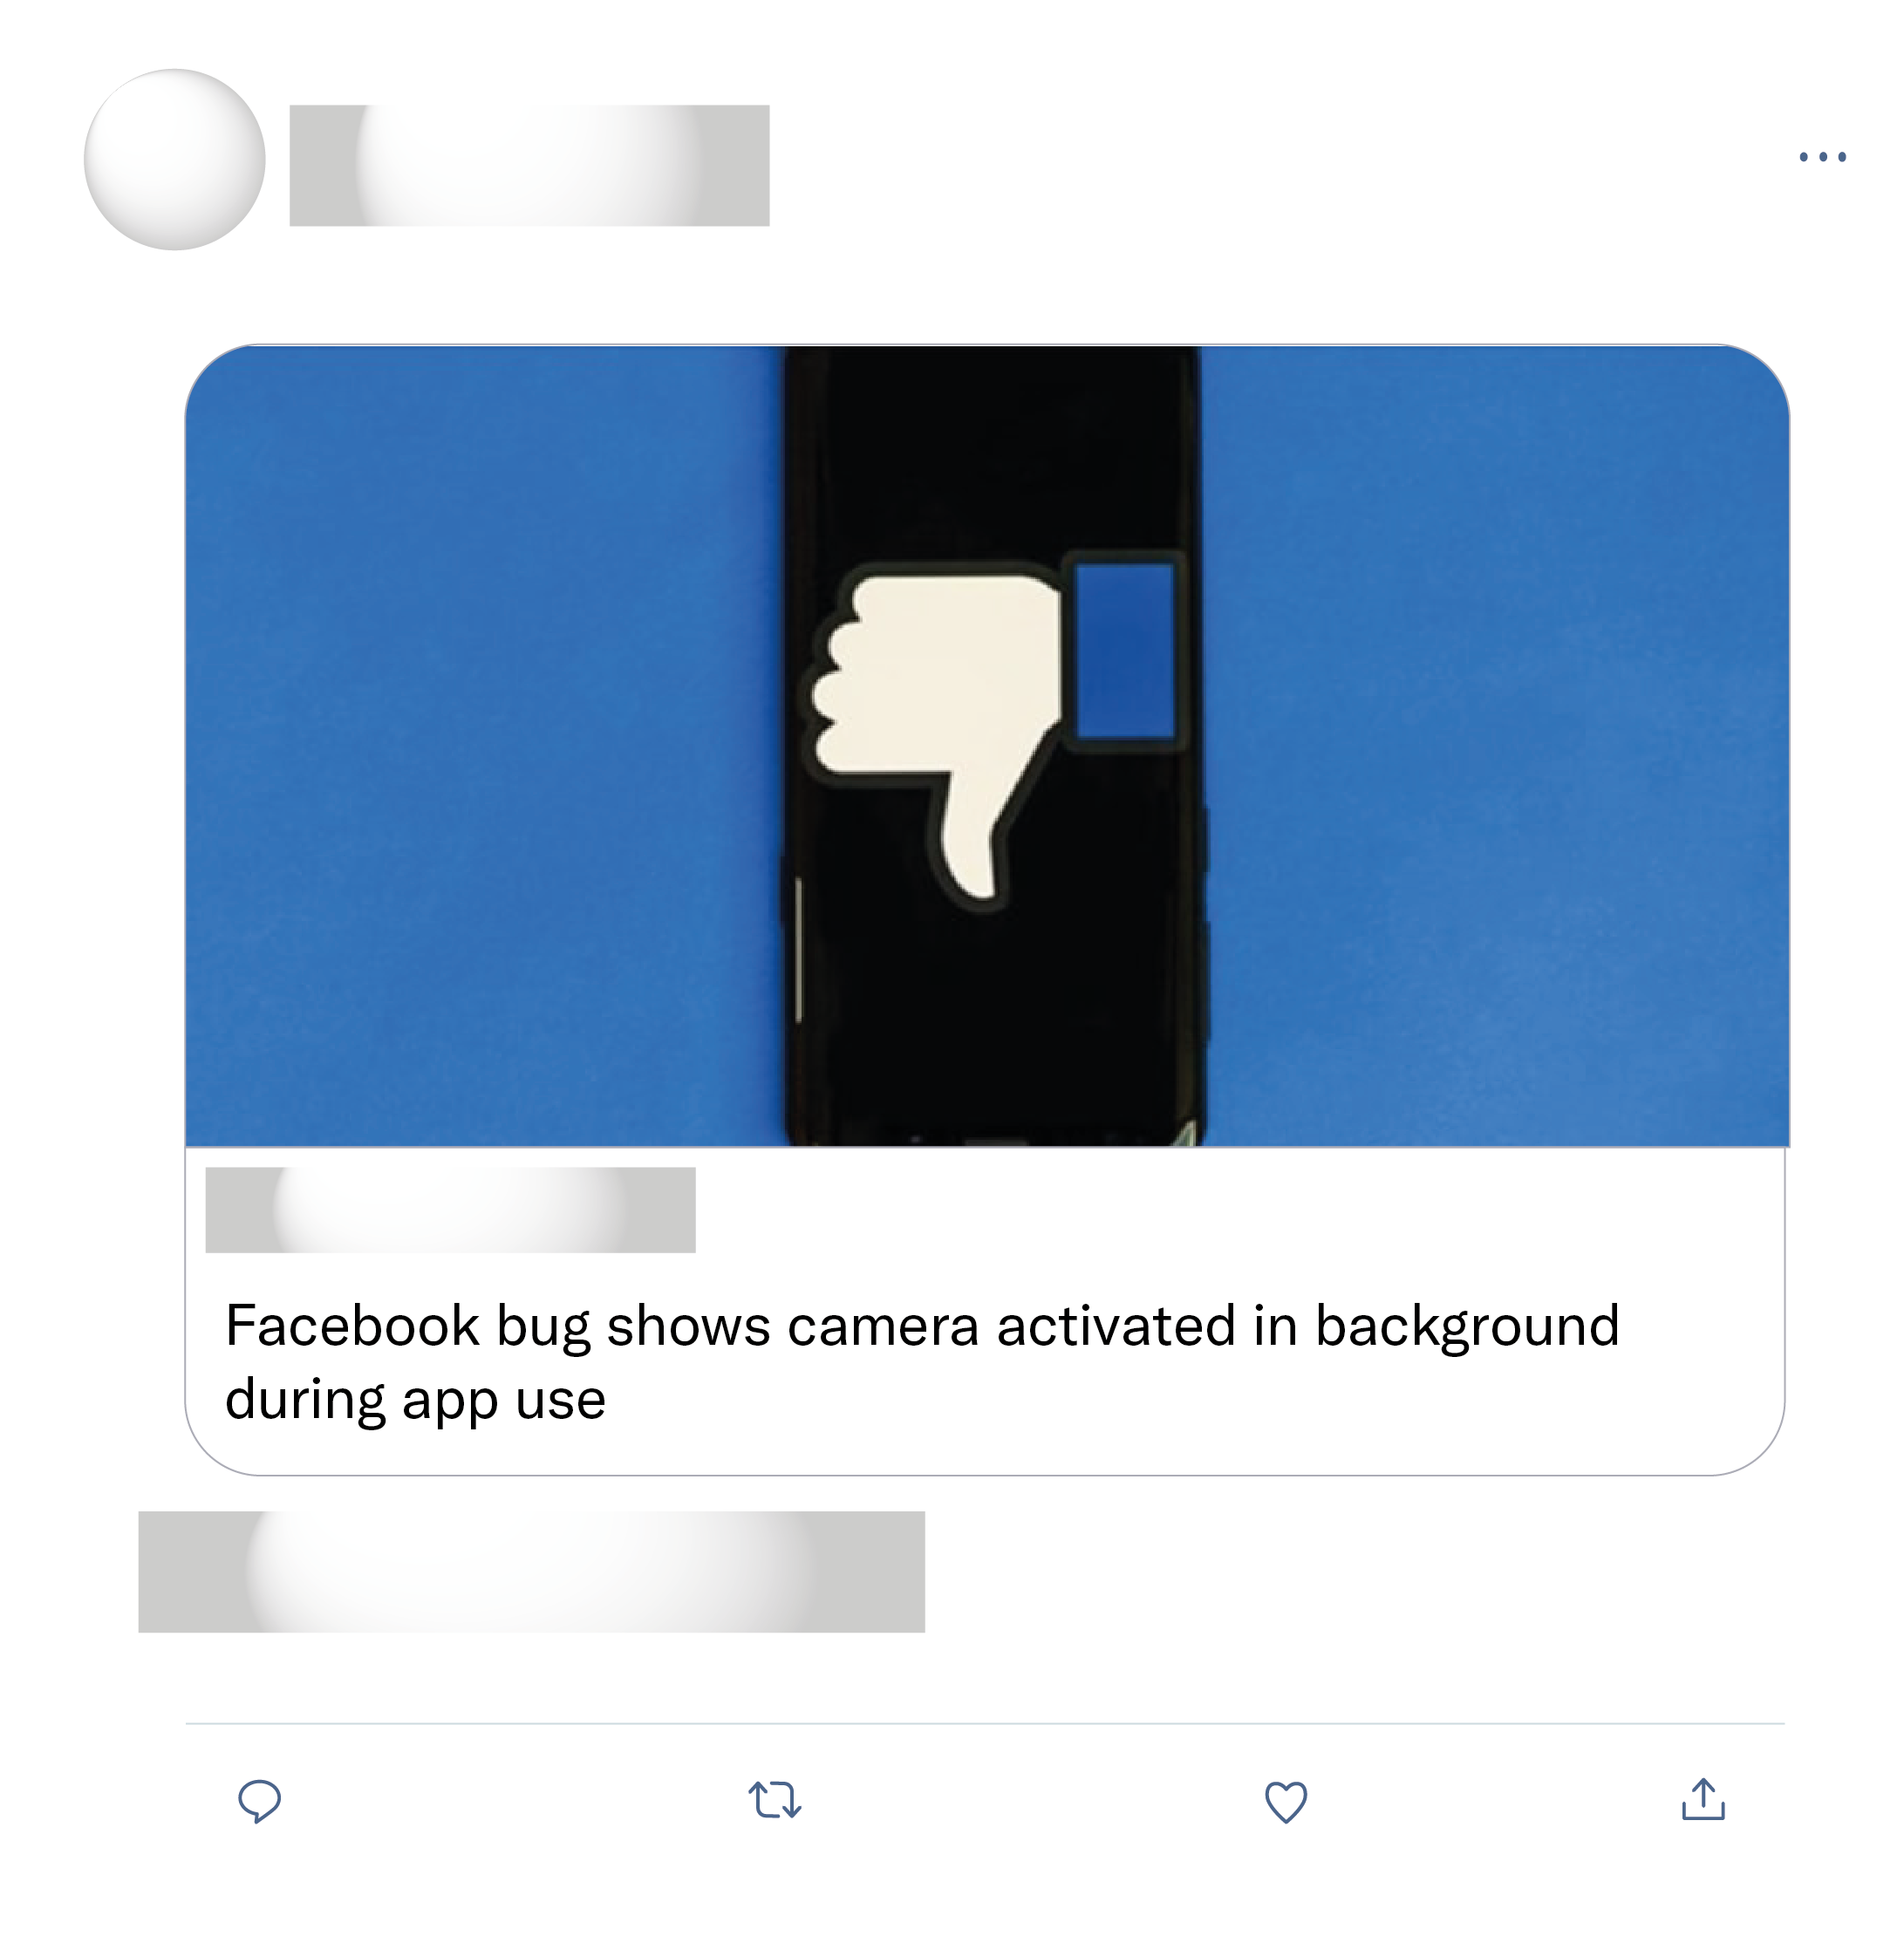 Facebook bug shows camera activated in background
during app use